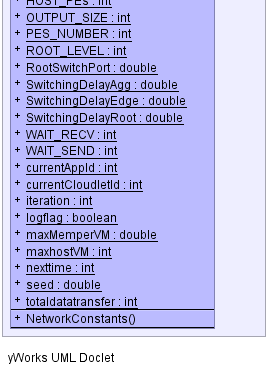 + HOST_PEs : int
+ OUTPUT_SIZE : int
+ PES_NUMBER : int
+ ROOT_LEVEL : int
+ RootSwitchPort : double
+ SwitchingDelayAgg : double
+ SwitchingDelayEdge : double
+ SwitchingDelayRoot : double
+ WAIT_RECV : int
+ WAIT_SEND : int
+ currentAppId : int
+ currentCloudletId : int
+ iteration : int
+ logflag : boolean
+ maxMemperVM : double
+ maxhostVM : int
+ nexttime : int
+ seed : double
+ totaldatatransfer : int
+ NetworkConstants()
yWorks UML Doclet